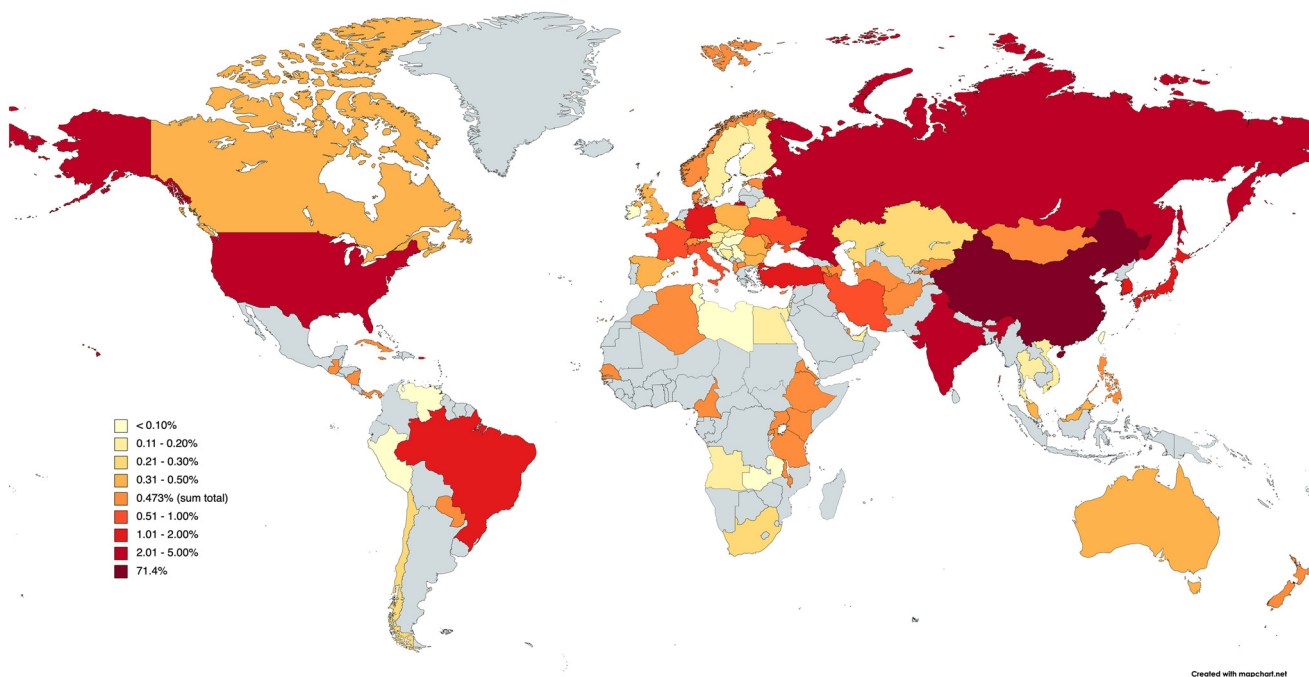 < 0.10%
0.11 - 0.20%
0.21 - 0.30%
0.31 - 0.50%
0.473% (sum total)
0.51 - 1.00%
1.01 - 2.00%
2.01 - 5.00%
71.4%
Created with mapchart.net